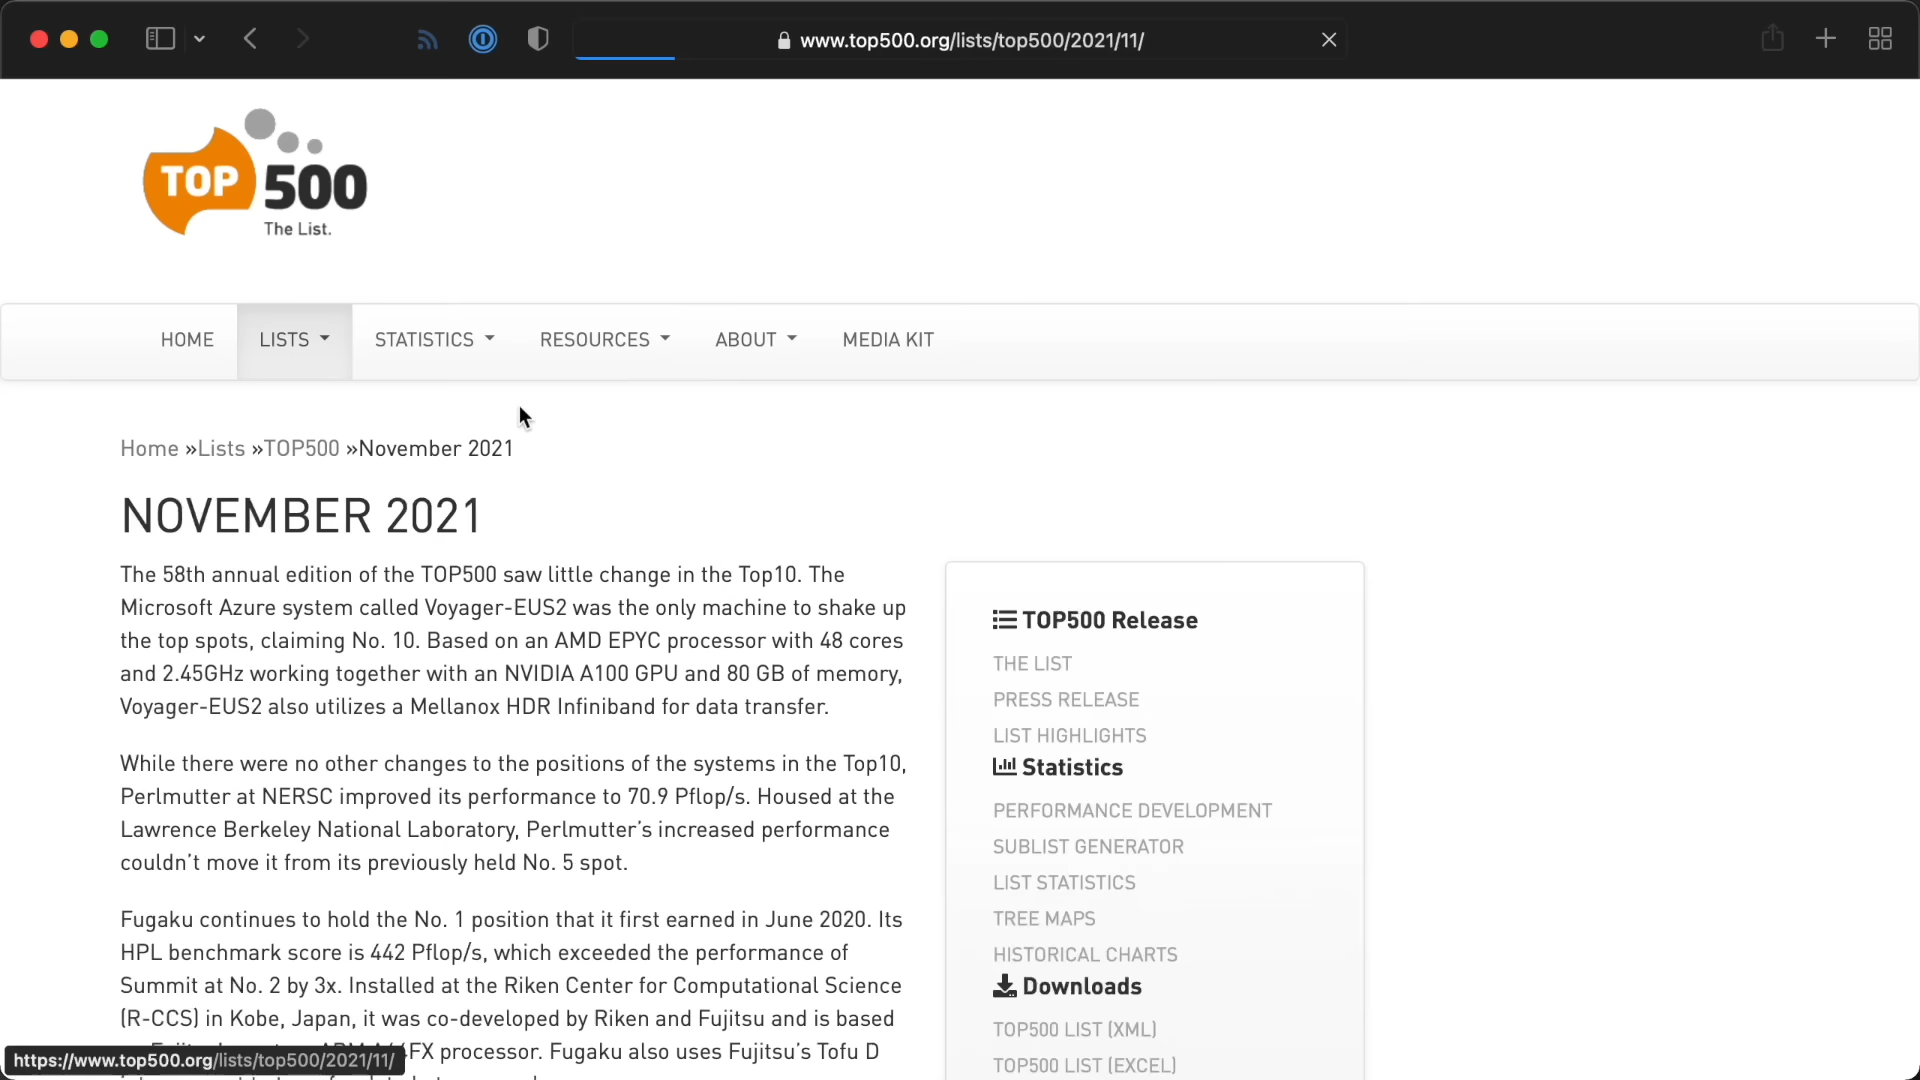 www.top500.org/lists/top500/2021/11/
TOP 500
The List.
HOME LISTS STATISTICS RESOURCES ABOUT MEDIA KIT
Home »Lists »TOP500 »November 2021
NOVEMBER 2021
The 58th annual edition of the TOP500 saw little change in the Top10. The
Microsoft Azure system called Voyager-EUS2 was the only machine to shake up
the top spots, claiming No. 10. Based on an AMD EPYC processor with 48 cores
and 2.45GHz working together with an NVIDIA A100 GPU and 80 GB of memory,
Voyager-EUS2 also utilizes a Mellanox HDR Infiniband for data transfer.
While there were no other changes to the positions of the systems in the Top10,
Perlmutter at NERSC improved its performance to 70.9 Pflop/s. Housed at the
Lawrence Berkeley National Laboratory, Perlmutter's increased performance
couldn't move it from its previously held No. 5 spot.
Fugaku continues to hold the No. 1 position that it first earned in June 2020. Its
HPL benchmark score is 442 Pflop/s, which exceeded the performance of
Summit at No. 2 by 3x. Installed at the Riken Center for Computational Science
(R-CCS) in Kobe, Japan, it was co-developed by Riken and Fujitsu and is based
FX processor. Fugaku also uses Fujitsu's Tofu D
TOP500 Release
THE LIST
PRESS RELEASE
LIST HIGHLIGHTS
Statistics
PERFORMANCE DEVELOPMENT
SUBLIST GENERATOR
LIST STATISTICS
TREE MAPS
HISTORICAL CHARTS
Downloads
TOP500 LIST (XML)
TOP500 LIST (EXCEL)
https://www.top500.org/lists/top500/2021/11/